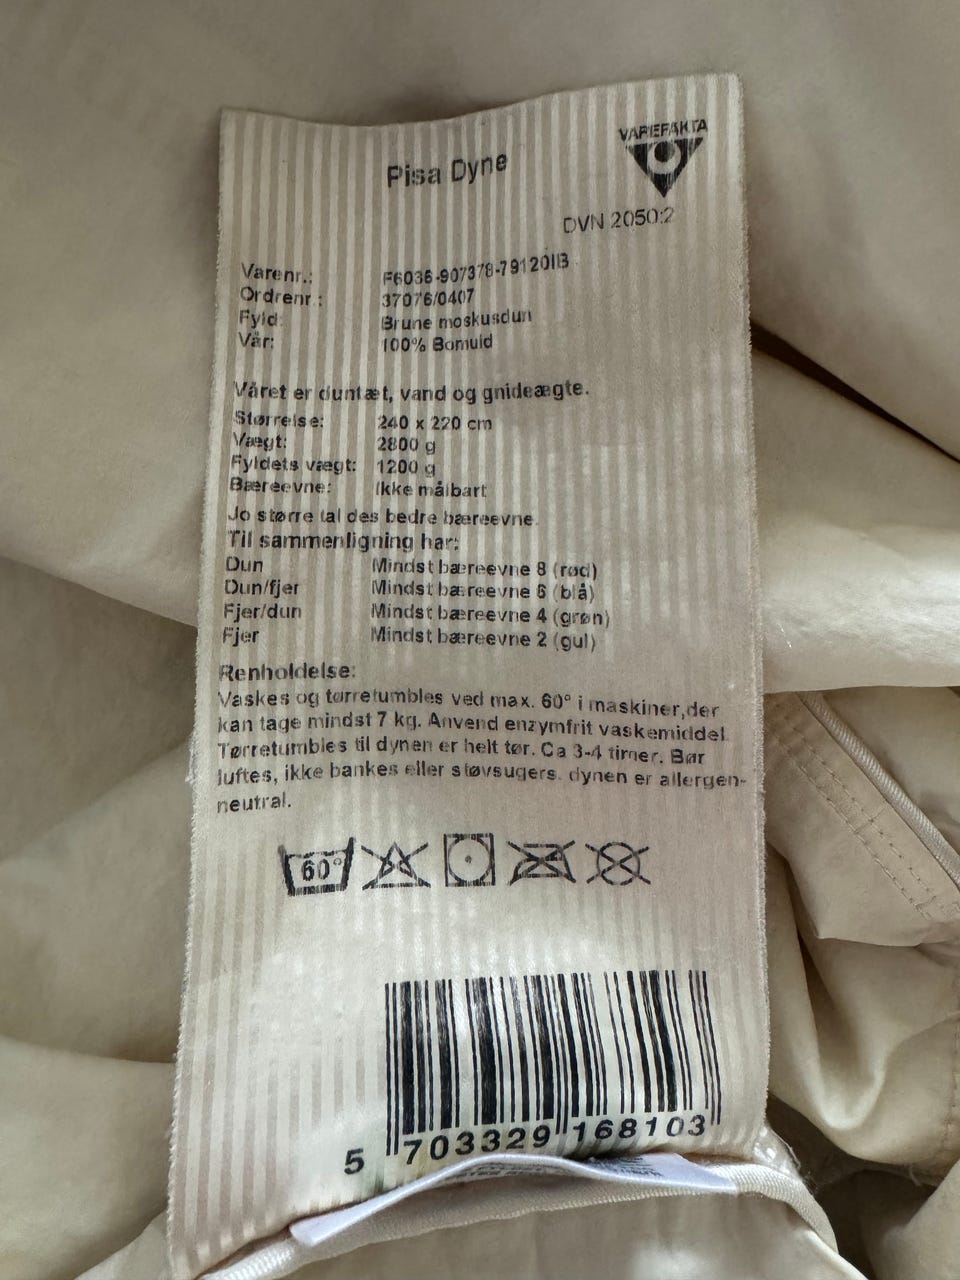 Pisa Dyne
VAREFAKTA
DVN 2050:2
Varenr.: F6036-907378-79120IB
Ordrenr.: 37076/0407
Fyld: Brune moskusdun
Vår: 100% Bomuld
Våret er duntæt, vand og gnideægte.
Størrelse: 240 x 220 cm
Vægt: 2800 g
Fyldets vægt: 1200 g
Bæreevne: Ikke målbart
Jo større tal des bedre bæreevne.
Til sammenligning har:
Dun Mindst bæreevne 8 (rød)
Dun/fjer Mindst bæreevne 6 (blå)
Fjer/dun Mindst bæreevne 4 (grøn)
Fjer Mindst bæreevne 2 (gul)
Renholdelse:
Vaskes og tørretumbles ved max. 60° i maskiner,der
kan tage mindst 7 kg. Anvend enzymfrit vaskemiddel.
Tørretumbles til dynen er helt tør. Ca 3-4 timer. Bør
luftes, ikke bankes eller støvsugers. dynen er allergen-
neutral.
60°
5 703329 168103